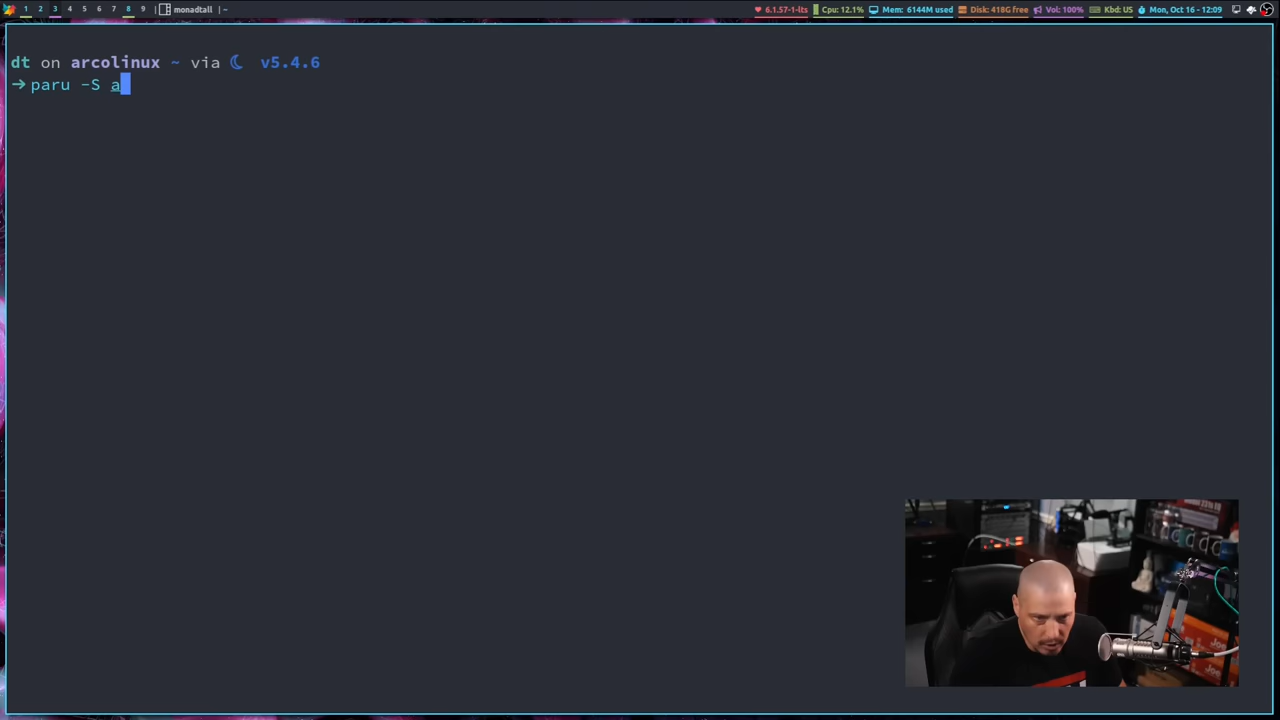 1 2 3 4 5 6 7 8 9 | monadtall | ~
6.1.57-1-lts Cpu: 12.1% Mem: 6144M used Disk: 418G free Vol: 100% Kbd: US Mon, Oct 16 - 12:09
dt on arcolinux ~ via ☾ v5.4.6
→ paru -S a